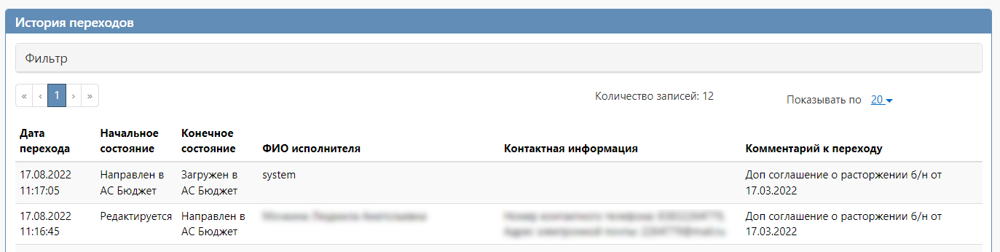 История переходов
Фильтр
« ‹ 1 › » Количество записей: 12 Показывать по 20
Дата перехода Начальное состояние Конечное состояние ФИО исполнителя Контактная информация Комментарий к переходу
17.08.2022 Направлен в Загружен в system Доп соглашение о расторжении б/н от
11:17:05 АС Бюджет АС Бюджет 17.03.2022
17.08.2022 Редактируется Направлен в Доп соглашение о расторжении б/н от
11:16:45 АС Бюджет 17.03.2022